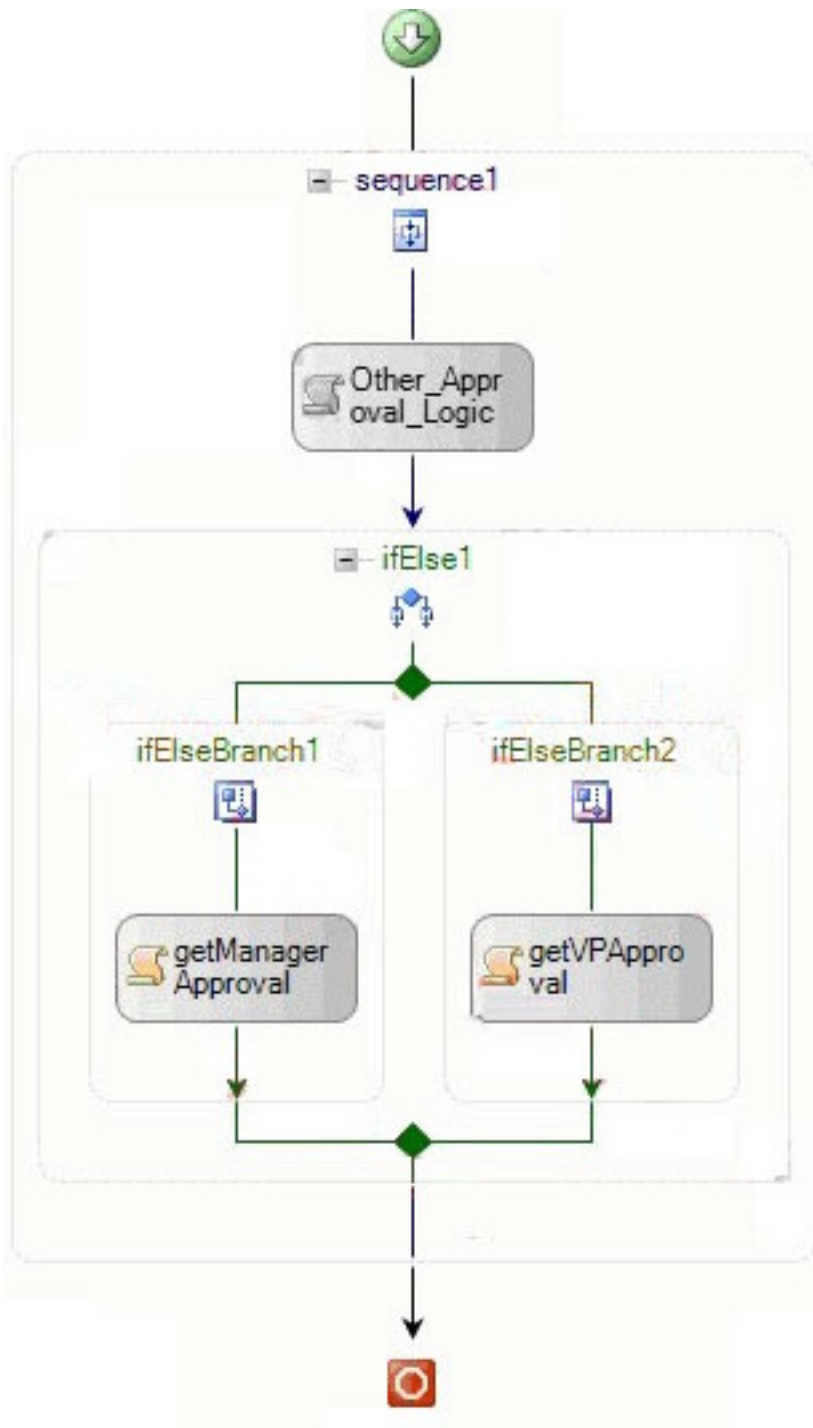 sequence1
Other_Appr
oval_Logic
ifElse1
ifElseBranch1
ifElseBranch2
getManager
Approval
getVPAppro
val